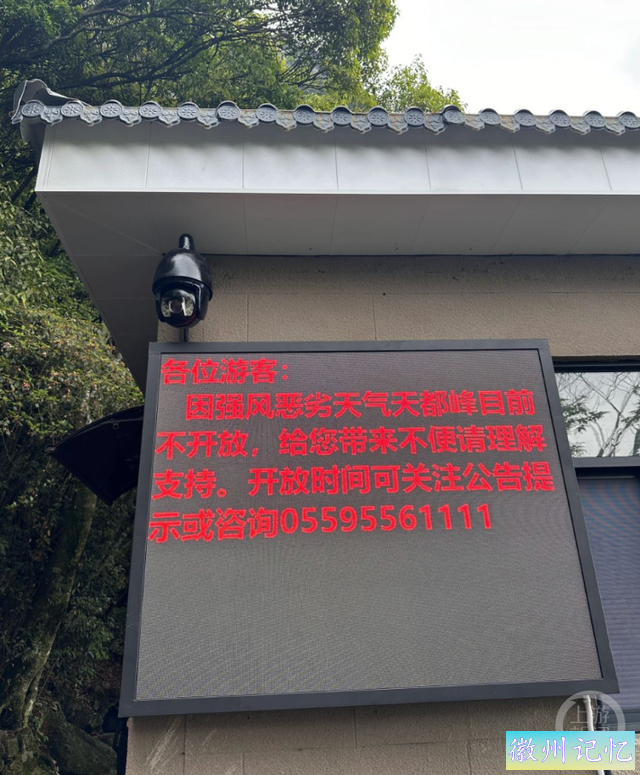 各位游客：
因强风恶劣天气天都峰目前
不开放，给您带来不便请理解
支持。开放时间可关注公告提
示或咨询05595561111
徽州记忆